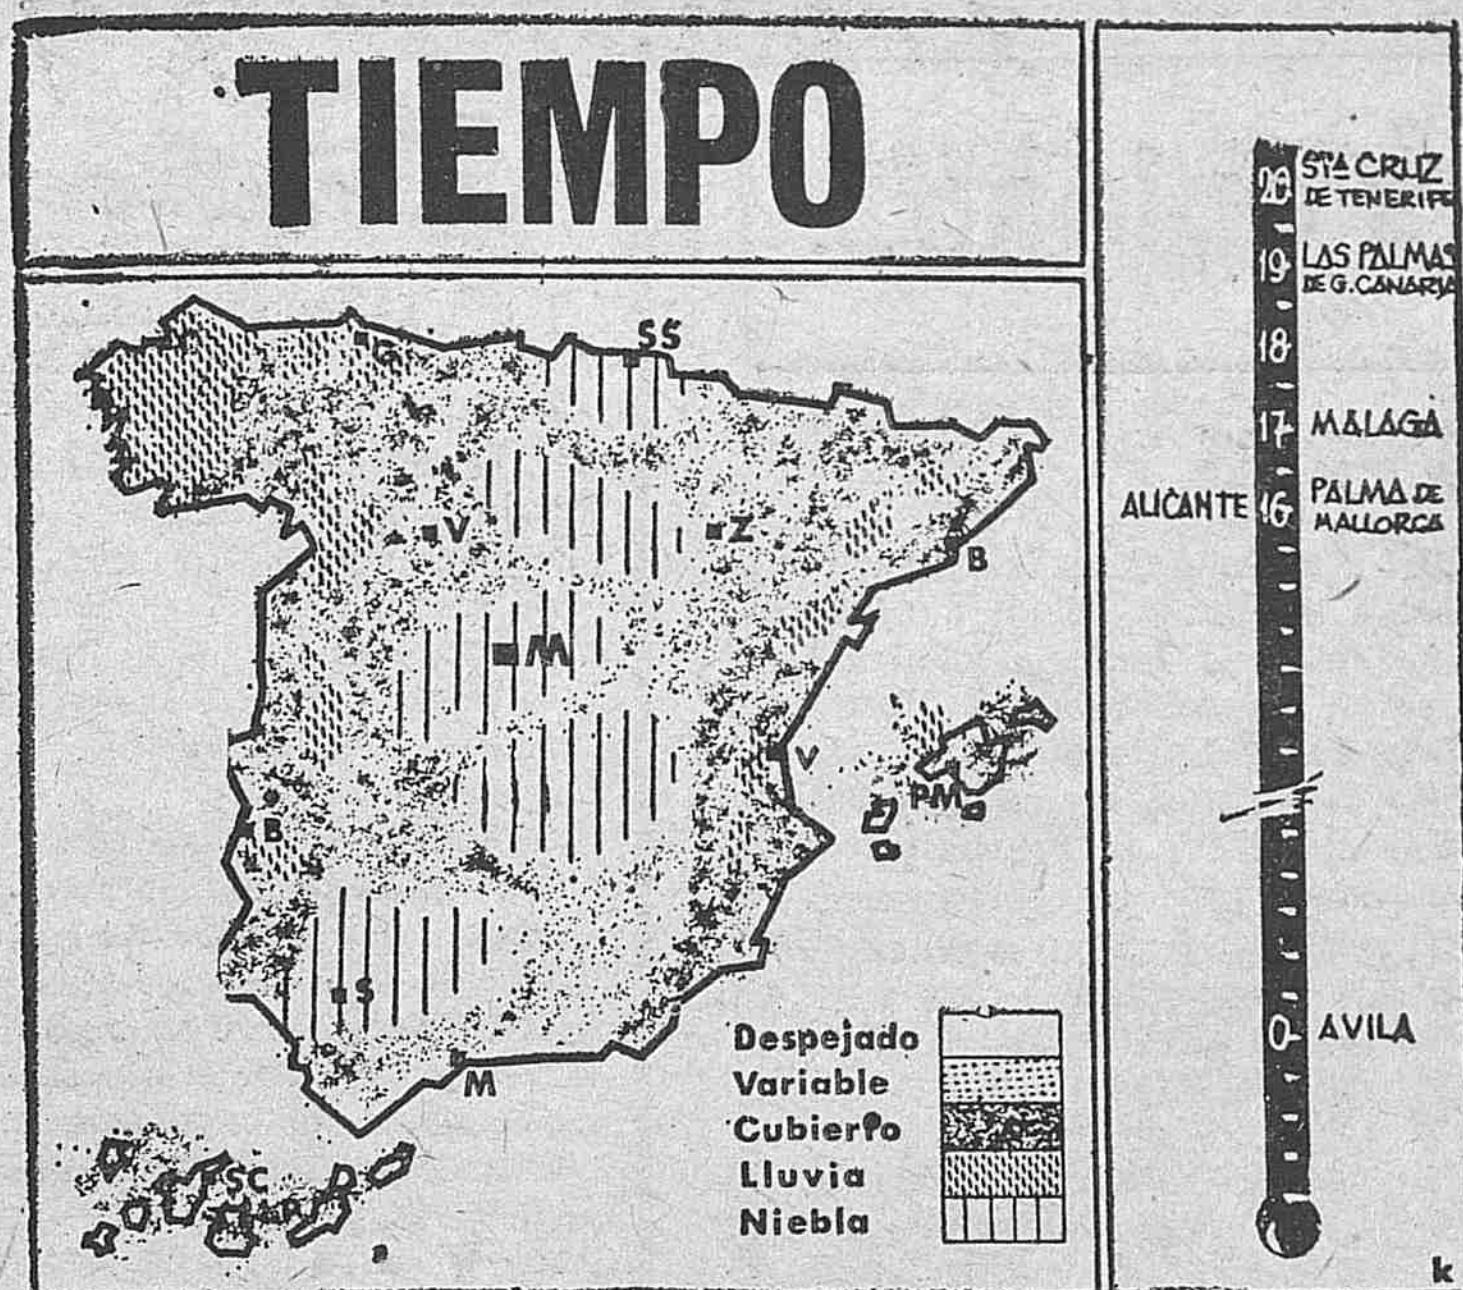 TIEMPO
SS
G
V
Z
B
M
V
PM
B
S
M
SC
Despejado
Variable
Cubierto
Lluvia
Niebla
20 STA CRUZ
DE TENERIFE
19 LAS PALMAS
DE G. CANARIA
18
17 MALAGA
ALICANTE 16 PALMA DE
MALLORCA
0 AVILA
k